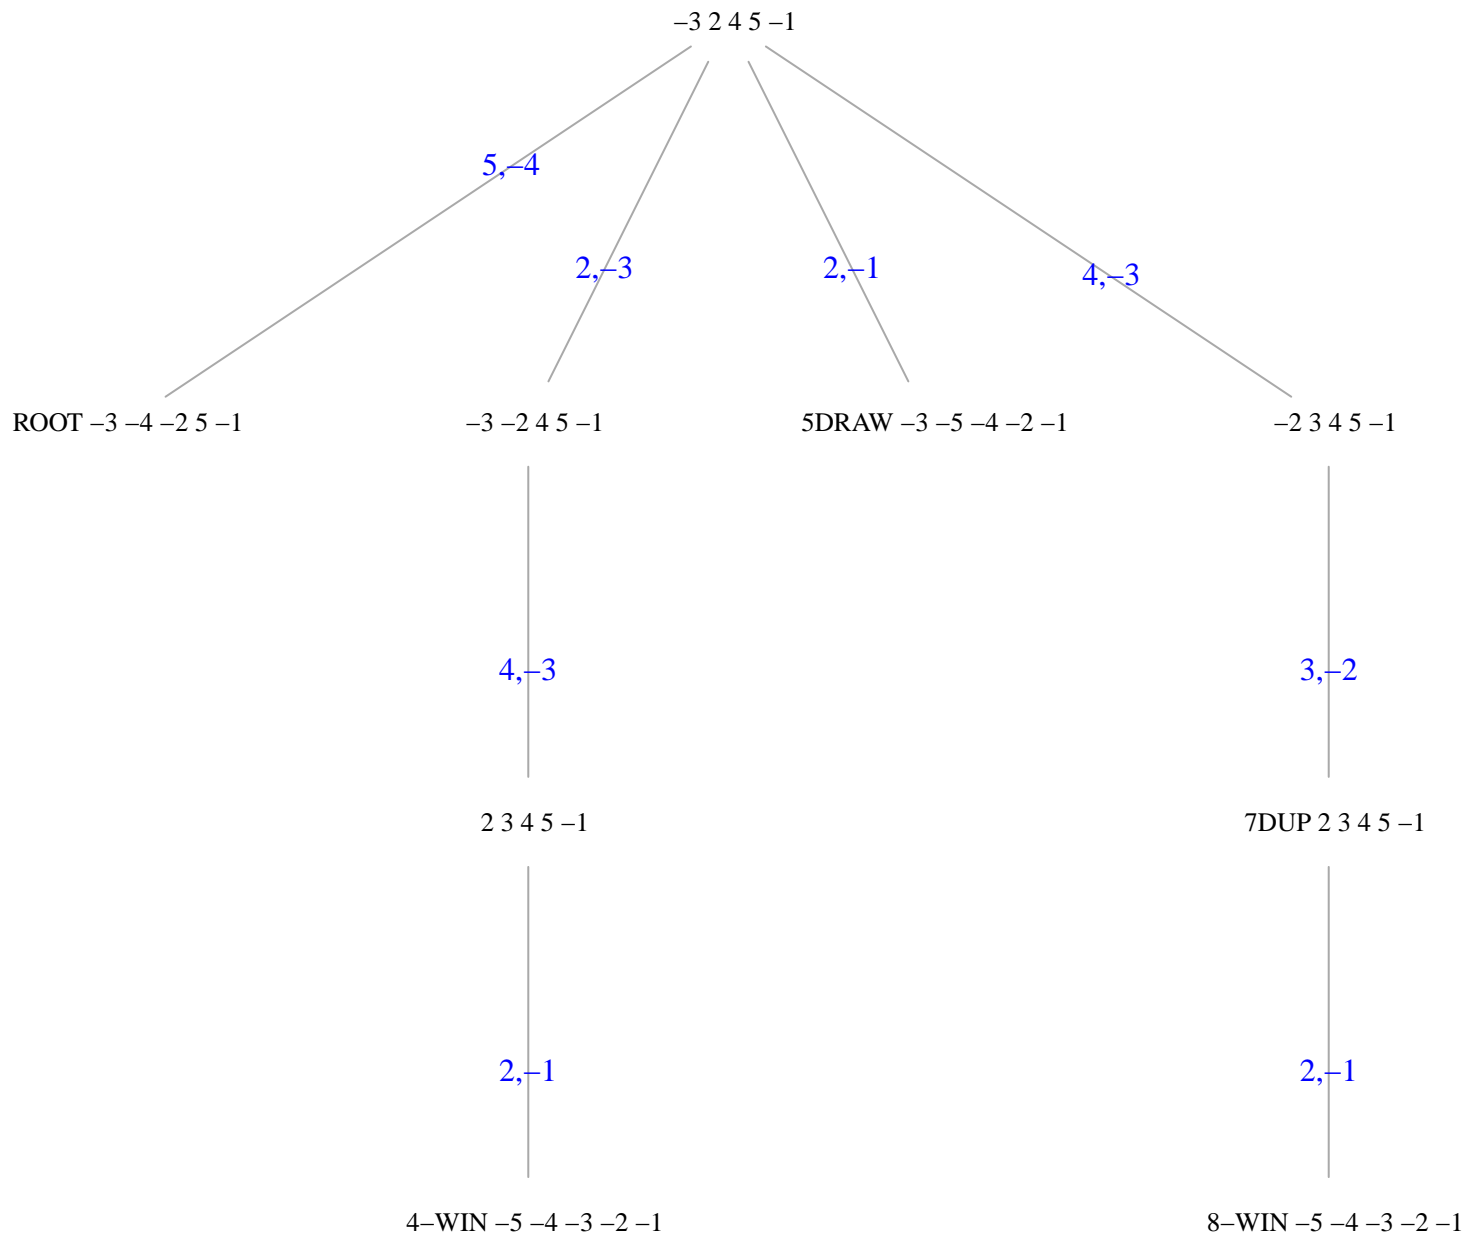 –3 2 4 5 –1
5,–4
2,–3
2,–1
4,–3
ROOT –3 –4 –2 5 –1
–3 –2 4 5 –1
5DRAW –3 –5 –4 –2 –1
–2 3 4 5 –1
4,–3
3,–2
2 3 4 5 –1
7DUP 2 3 4 5 –1
2,–1
2,–1
4–WIN –5 –4 –3 –2 –1
8–WIN –5 –4 –3 –2 –1